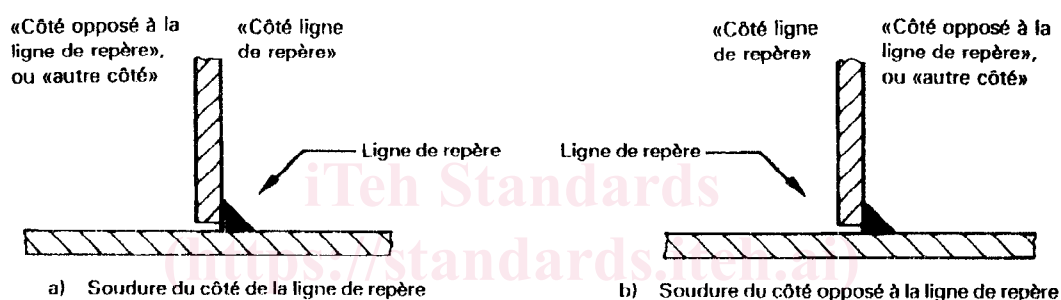 «Côté opposé à la
ligne de repère»,
ou «autre côté»
«Côté ligne
de repère»
Ligne de repère
a) Soudure du côté de la ligne de repère
«Côté ligne
de repère»
«Côté opposé à la
ligne de repère»,
ou «autre côté»
Ligne de repère
b) Soudure du côté opposé à la ligne de repère
iTeh Standards
(https://standards.iteh.ai)